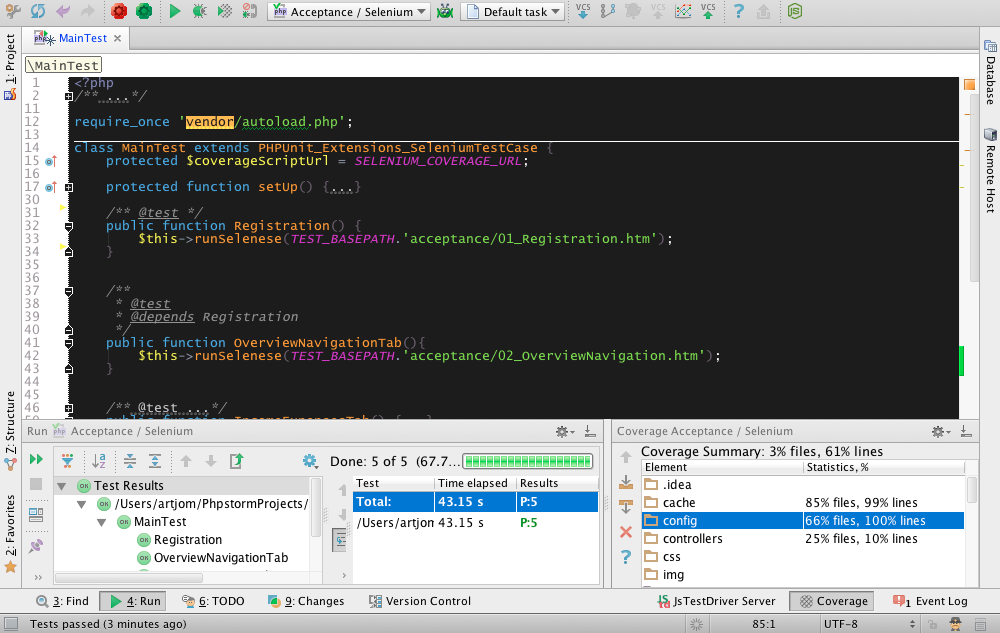 Acceptance / Selenium
Default task
VCS
VCS
VCS
MainTest
\MainTest
1: Project
Z: Structure
2: Favorites
Database
Remote Host
1 <?php
2 /** ...*/
11
12 require_once 'vendor/autoload.php';
13
14 class MainTest extends PHPUnit_Extensions_SeleniumTestCase {
15 protected $coverageScriptUrl = SELENIUM_COVERAGE_URL;
16
17 protected function setUp() {...}
30
31 /** @test */
32 public function Registration() {
33 $this->runSelenese(TEST_BASEPATH.'acceptance/01_Registration.htm');
34 }
35
36
37 /**
38 * @test
39 * @depends Registration
40 */
41 public function OverviewNavigationTab(){
42 $this->runSelenese(TEST_BASEPATH.'acceptance/02_OverviewNavigation.htm');
43 }
44
45
46 /** @test ...*/
Run Acceptance / Selenium
Done: 5 of 5 (67.7...
Test Results
/Users/artjom/PhpstormProjects/
MainTest
Registration
OverviewNavigationTab
Test Time elapsed Results
Total: 43.15 s P:5
/Users/artjon 43.15 s P:5
Coverage Acceptance / Selenium
Coverage Summary: 3% files, 61% lines
Element Statistics, %
.idea
cache 85% files, 99% lines
config 66% files, 100% lines
controllers 25% files, 10% lines
css
img
3: Find
4: Run
6: TODO
9: Changes
Version Control
JsTestDriver Server
Coverage
1 Event Log
Tests passed (3 minutes ago)
85:1
UTF-8